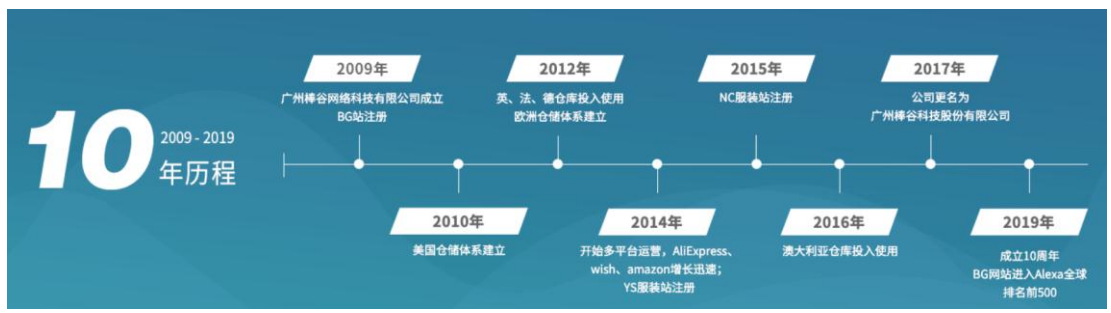 10
2009 - 2019
年历程
2009年
广州棒谷网络科技有限公司成立
BG站注册
2010年
美国仓储体系建立
2012年
英、法、德仓库投入使用
欧洲仓储体系建立
2014年
开始多平台运营，AliExpress、
wish、amazon增长迅速；
YS服装站注册
2015年
NC服装站注册
2016年
澳大利亚仓库投入使用
2017年
公司更名为
广州棒谷科技股份有限公司
2019年
成立10周年
BG网站进入Alexa全球
排名前500